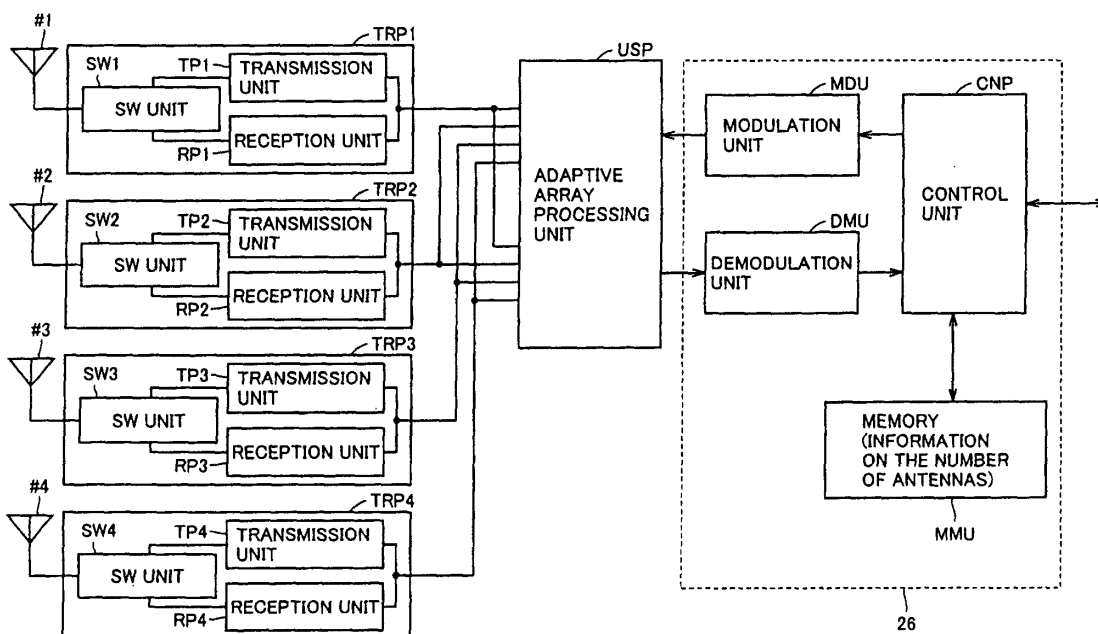 #1
TRP1
SW1
TP1
TRANSMISSION
UNIT
SW UNIT
RECEPTION UNIT
RP1
#2
TRP2
SW2
TP2
TRANSMISSION
UNIT
SW UNIT
RECEPTION UNIT
RP2
#3
TRP3
SW3
TP3
TRANSMISSION
UNIT
SW UNIT
RECEPTION UNIT
RP3
#4
TRP4
SW4
TP4
TRANSMISSION
UNIT
SW UNIT
RECEPTION UNIT
RP4
USP
ADAPTIVE
ARRAY
PROCESSING
UNIT
MDU
MODULATION
UNIT
CNP
CONTROL
UNIT
DMU
DEMODULATION
UNIT
MEMORY
(INFORMATION
ON THE NUMBER
OF ANTENNAS)
MMU
26